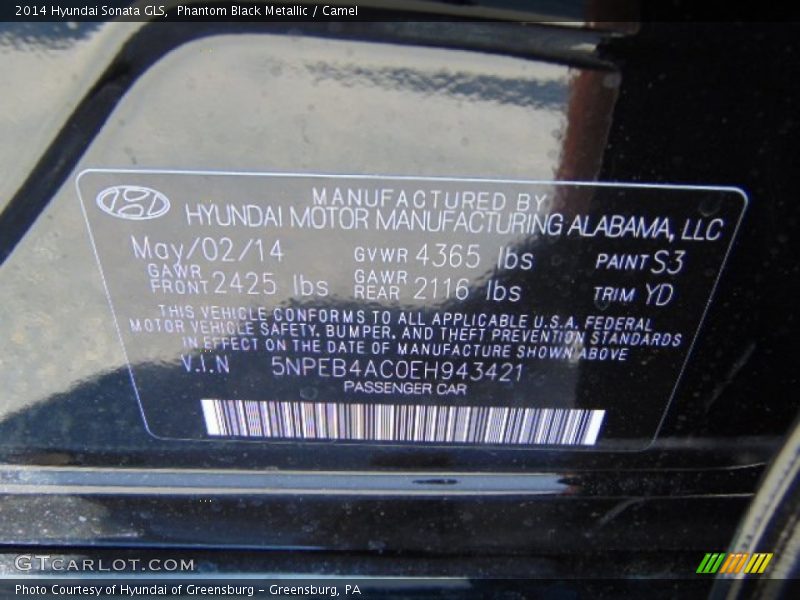 2014 Hyundai Sonata GLS, Phantom Black Metallic / Camel
MANUFACTURED BY
HYUNDAI MOTOR MANUFACTURING ALABAMA, LLC
May/02/14 GVWR 4365 lbs PAINT S3
GAWR FRONT 2425 lbs GAWR REAR 2116 lbs TRIM YD
THIS VEHICLE CONFORMS TO ALL APPLICABLE U.S.A. FEDERAL
MOTOR VEHICLE SAFETY, BUMPER, AND THEFT PREVENTION STANDARDS
IN EFFECT ON THE DATE OF MANUFACTURE SHOWN ABOVE
V.I.N 5NPEB4AC0EH943421
PASSENGER CAR
GTCARLOT.COM
Photo Courtesy of Hyundai of Greensburg - Greensburg, PA